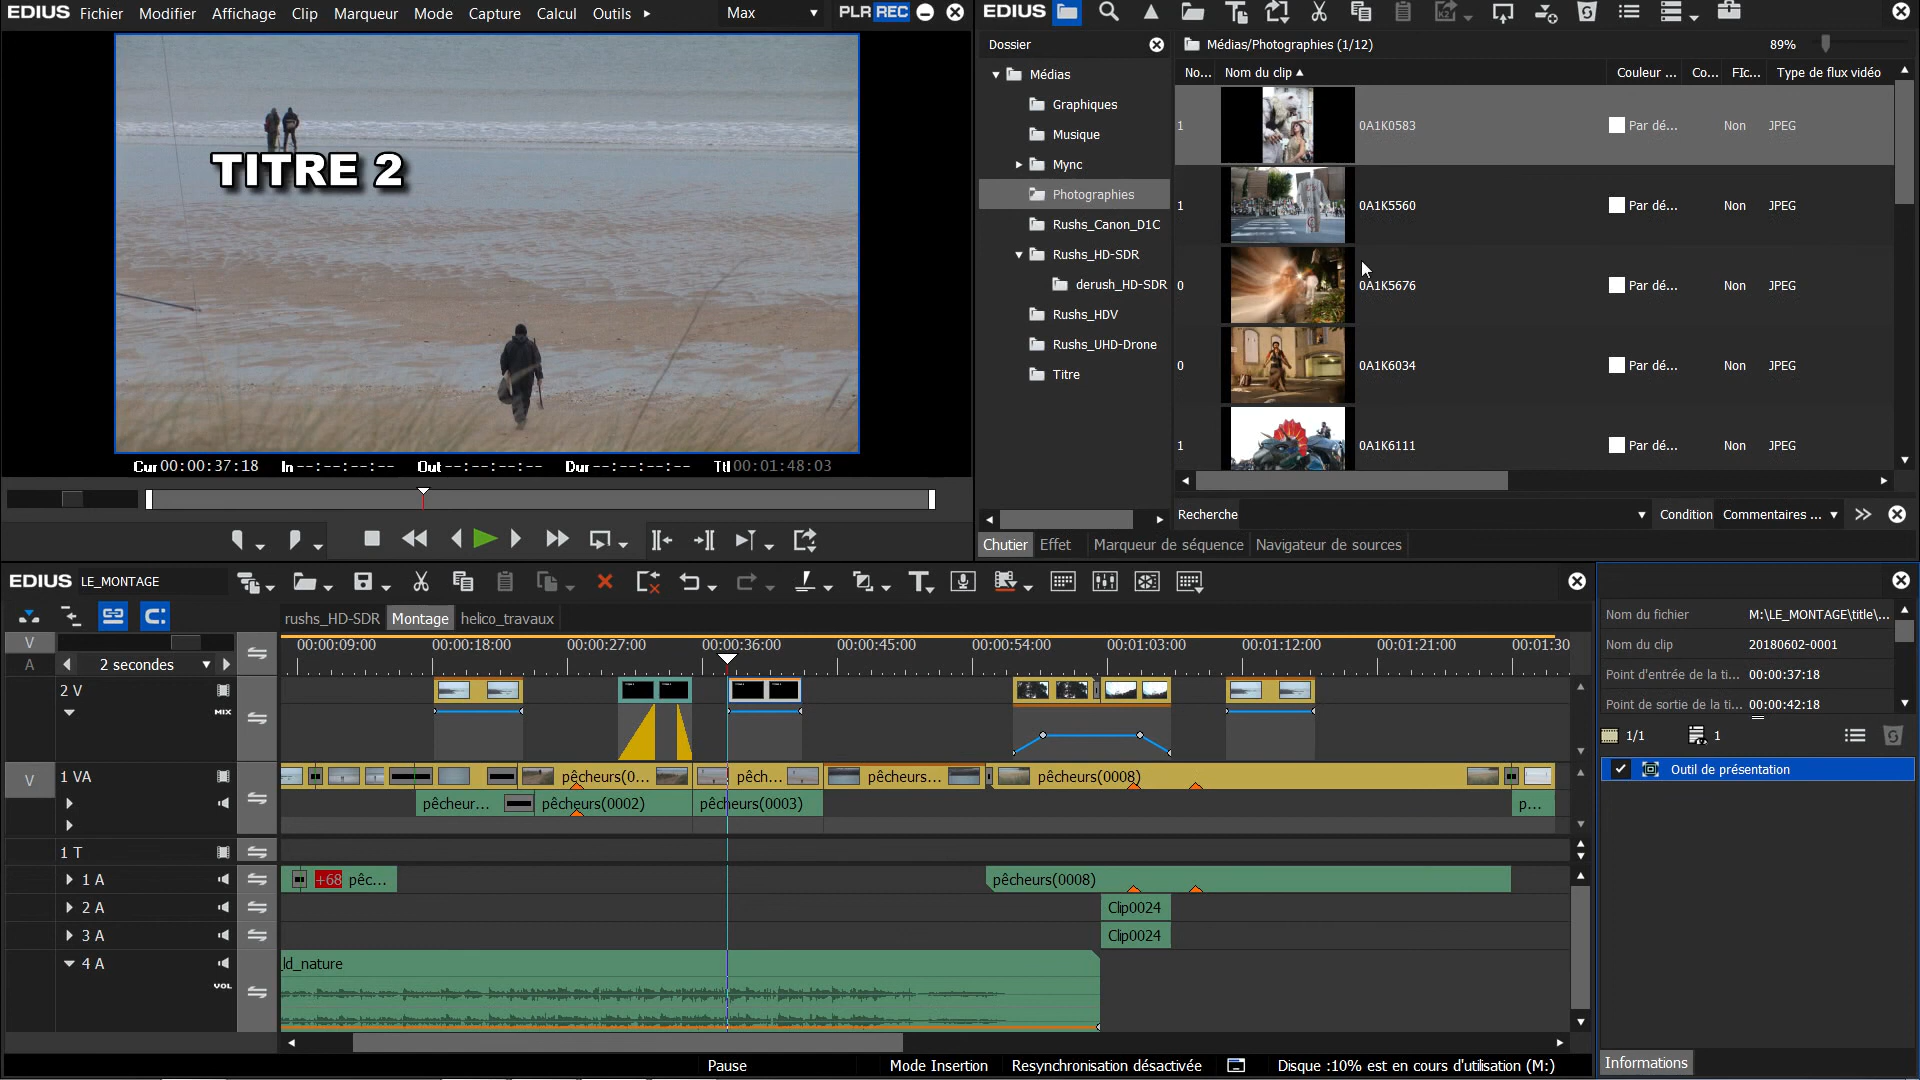 EDIUS Fichier Modifier Affichage Clip Marqueur Mode Capture Calcul Outils Max PLR REC
TITRE 2
Cur 00:00:37:18 In --:--:--:-- Out --:--:--:-- Dur --:--:--:-- Ttl 00:01:48:03
EDIUS
Dossier
Médias
Graphiques
Musique
Mync
Photographies
Rushs_Canon_D1C
Rushs_HD-SDR
derush_HD-SDR
Rushs_HDV
Rushs_UHD-Drone
Titre
Médias/Photographies (1/12) 89%
No... Nom du clip Couleur ... Co... FIc... Type de flux vidéo
1 0A1K0583 Par dé... Non JPEG
1 0A1K5560 Par dé... Non JPEG
0 0A1K5676 Par dé... Non JPEG
0 0A1K6034 Par dé... Non JPEG
1 0A1K6111 Par dé... Non JPEG
Recherche Condition Commentaires ...
Chutier Effet Marqueur de séquence Navigateur de sources
EDIUS LE_MONTAGE
rushs_HD-SDR Montage helico_travaux
V
A 2 secondes
00:00:09:00 00:00:18:00 00:00:27:00 00:00:36:00 00:00:45:00 00:00:54:00 00:01:03:00 00:01:12:00 00:01:21:00 00:01:30
2 V
MIX
V 1 VA pêcheurs(0... pêch... pêcheurs... pêcheurs(0008)
pêcheur... pêcheurs(0002) pêcheurs(0003) p...
1 T
1 A +68 pêc... pêcheurs(0008)
2 A Clip0024
3 A Clip0024
4 A ld_nature
VOL
Nom du fichier M:\LE_MONTAGE\title\...
Nom du clip 20180602-0001
Point d'entrée de la ti... 00:00:37:18
Point de sortie de la ti... 00:00:42:18
1/1 1
Outil de présentation
Informations
Pause Mode Insertion Resynchronisation désactivée Disque :10% est en cours d'utilisation (M:)